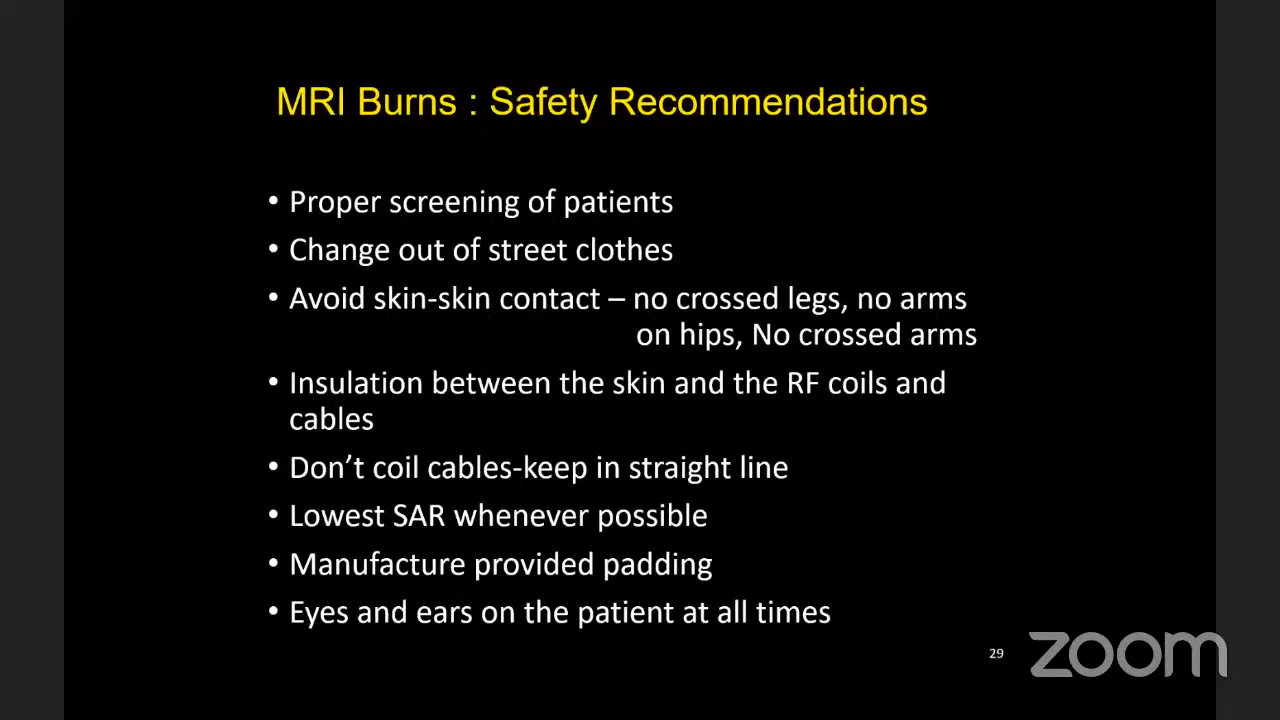 MRI Burns : Safety Recommendations
• Proper screening of patients
• Change out of street clothes
• Avoid skin-skin contact – no crossed legs, no arms
on hips, No crossed arms
• Insulation between the skin and the RF coils and
cables
• Don’t coil cables-keep in straight line
• Lowest SAR whenever possible
• Manufacture provided padding
• Eyes and ears on the patient at all times
29
zoom